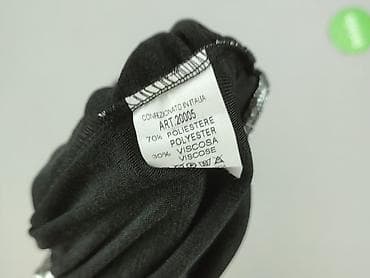 CONFEZIONATO IN ITALIA
ART.20005
70% POLIESTERE
POLYESTER
30% VISCOSA
VISCOSE